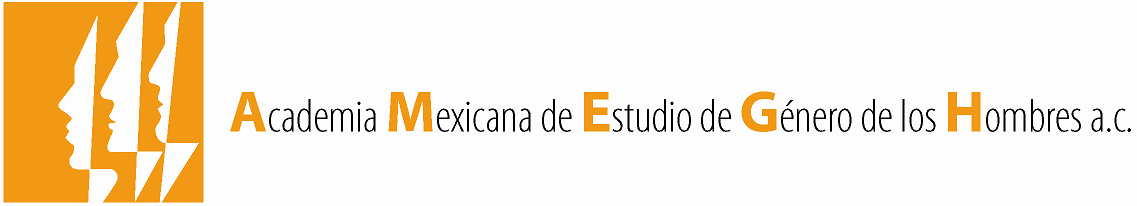 Academia Mexicana de Estudio de Género de los Hombres a.c.